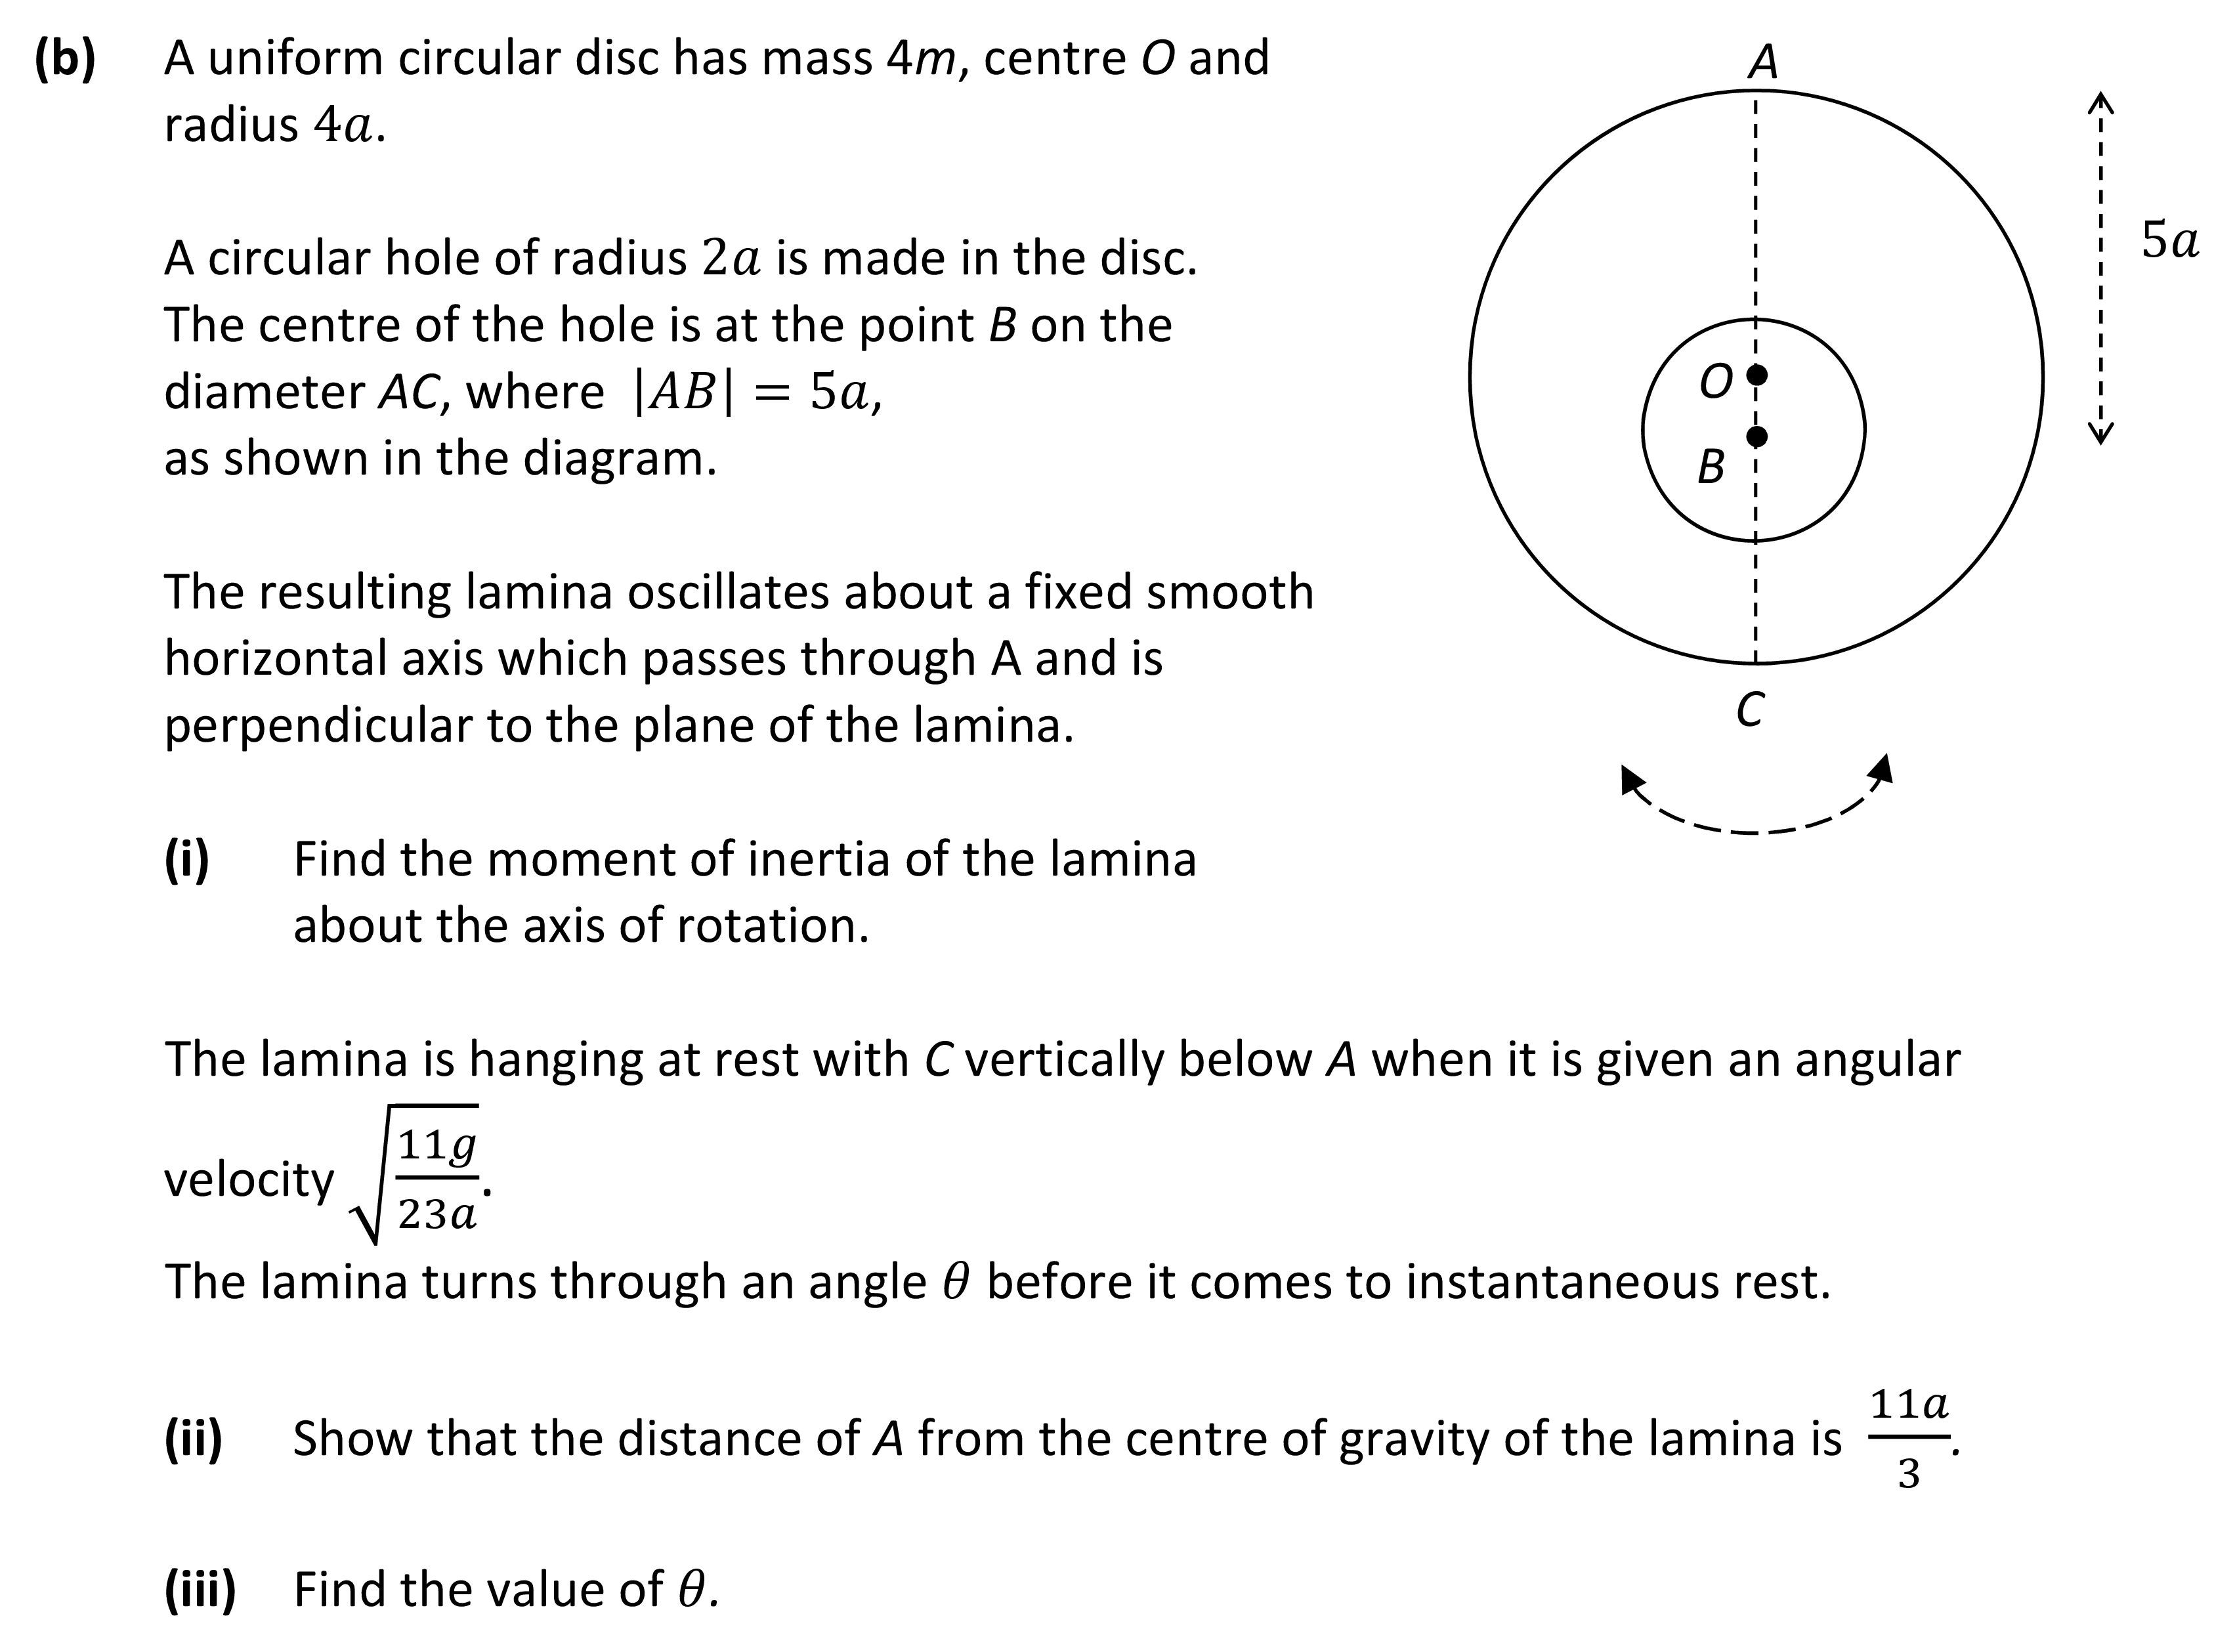 (b) A uniform circular disc has mass 4m, centre O and
radius 4a.
A circular hole of radius 2a is made in the disc.
The centre of the hole is at the point B on the
diameter AC, where |AB| = 5a,
as shown in the diagram.
The resulting lamina oscillates about a fixed smooth
horizontal axis which passes through A and is
perpendicular to the plane of the lamina.
A
5a
O
B
C
(i) Find the moment of inertia of the lamina
about the axis of rotation.
The lamina is hanging at rest with C vertically below A when it is given an angular
velocity √(11g/23a).
The lamina turns through an angle θ before it comes to instantaneous rest.
(ii) Show that the distance of A from the centre of gravity of the lamina is 11a/3.
(iii) Find the value of θ.